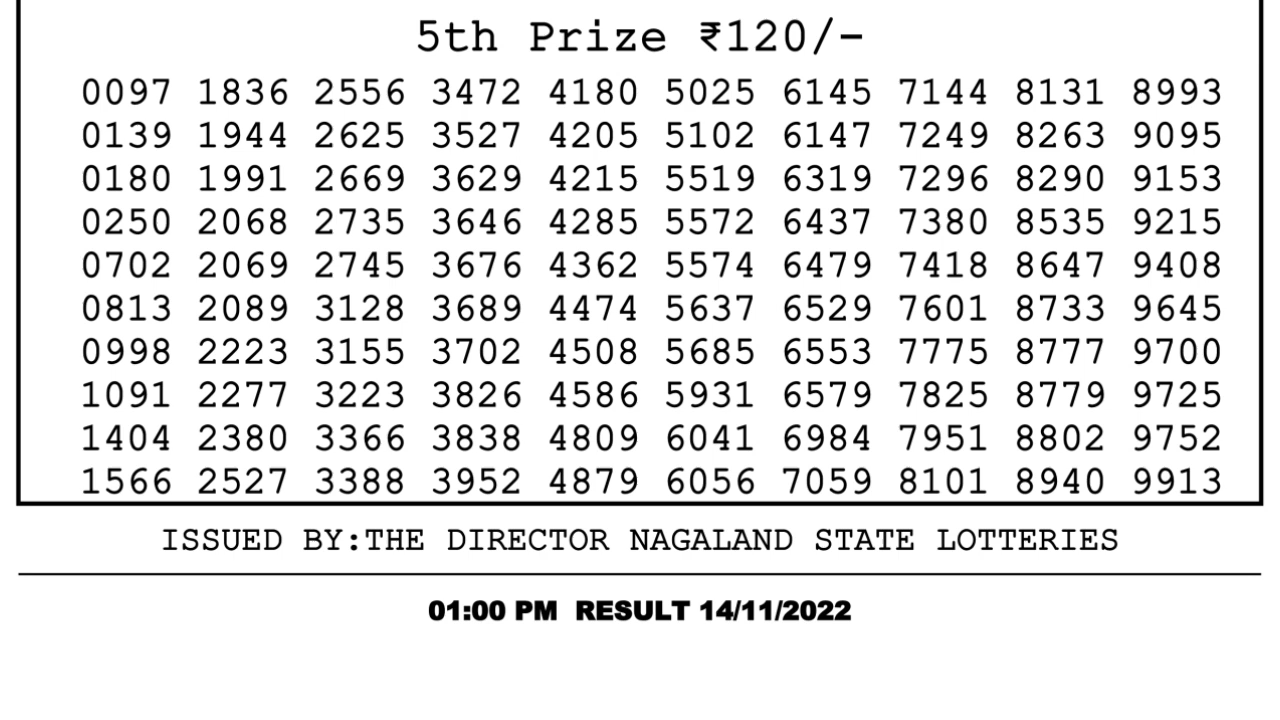 5th Prize ₹120/-
0097 1836 2556 3472 4180 5025 6145 7144 8131 8993
0139 1944 2625 3527 4205 5102 6147 7249 8263 9095
0180 1991 2669 3629 4215 5519 6319 7296 8290 9153
0250 2068 2735 3646 4285 5572 6437 7380 8535 9215
0702 2069 2745 3676 4362 5574 6479 7418 8647 9408
0813 2089 3128 3689 4474 5637 6529 7601 8733 9645
0998 2223 3155 3702 4508 5685 6553 7775 8777 9700
1091 2277 3223 3826 4586 5931 6579 7825 8779 9725
1404 2380 3366 3838 4809 6041 6984 7951 8802 9752
1566 2527 3388 3952 4879 6056 7059 8101 8940 9913
ISSUED BY:THE DIRECTOR NAGALAND STATE LOTTERIES
01:00 PM RESULT 14/11/2022